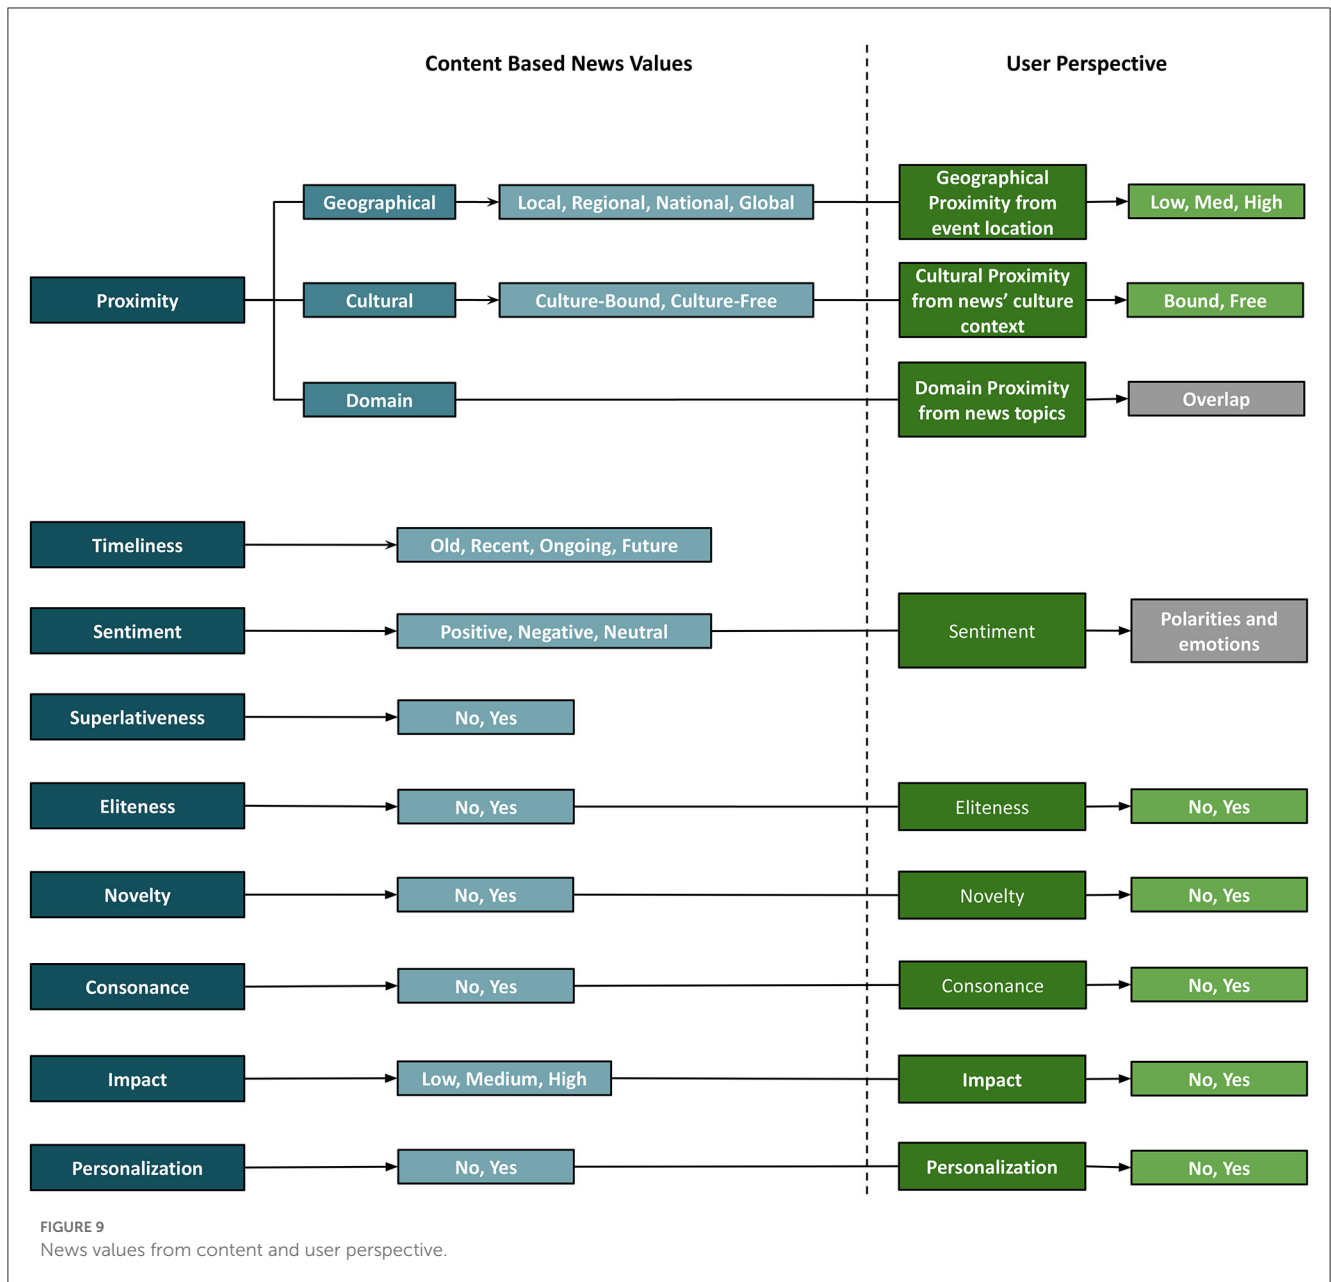 Content Based News Values
User Perspective
Proximity
Geographical
Local, Regional, National, Global
Geographical
Proximity from
event location
Low, Med, High
Cultural
Culture-Bound, Culture-Free
Cultural Proximity
from news’ culture
context
Bound, Free
Domain
Domain Proximity
from news topics
Overlap
Timeliness
Old, Recent, Ongoing, Future
Sentiment
Positive, Negative, Neutral
Sentiment
Polarities and
emotions
Superlativeness
No, Yes
Eliteness
No, Yes
Eliteness
No, Yes
Novelty
No, Yes
Novelty
No, Yes
Consonance
No, Yes
Consonance
No, Yes
Impact
Low, Medium, High
Impact
No, Yes
Personalization
No, Yes
Personalization
No, Yes
FIGURE 9
News values from content and user perspective.